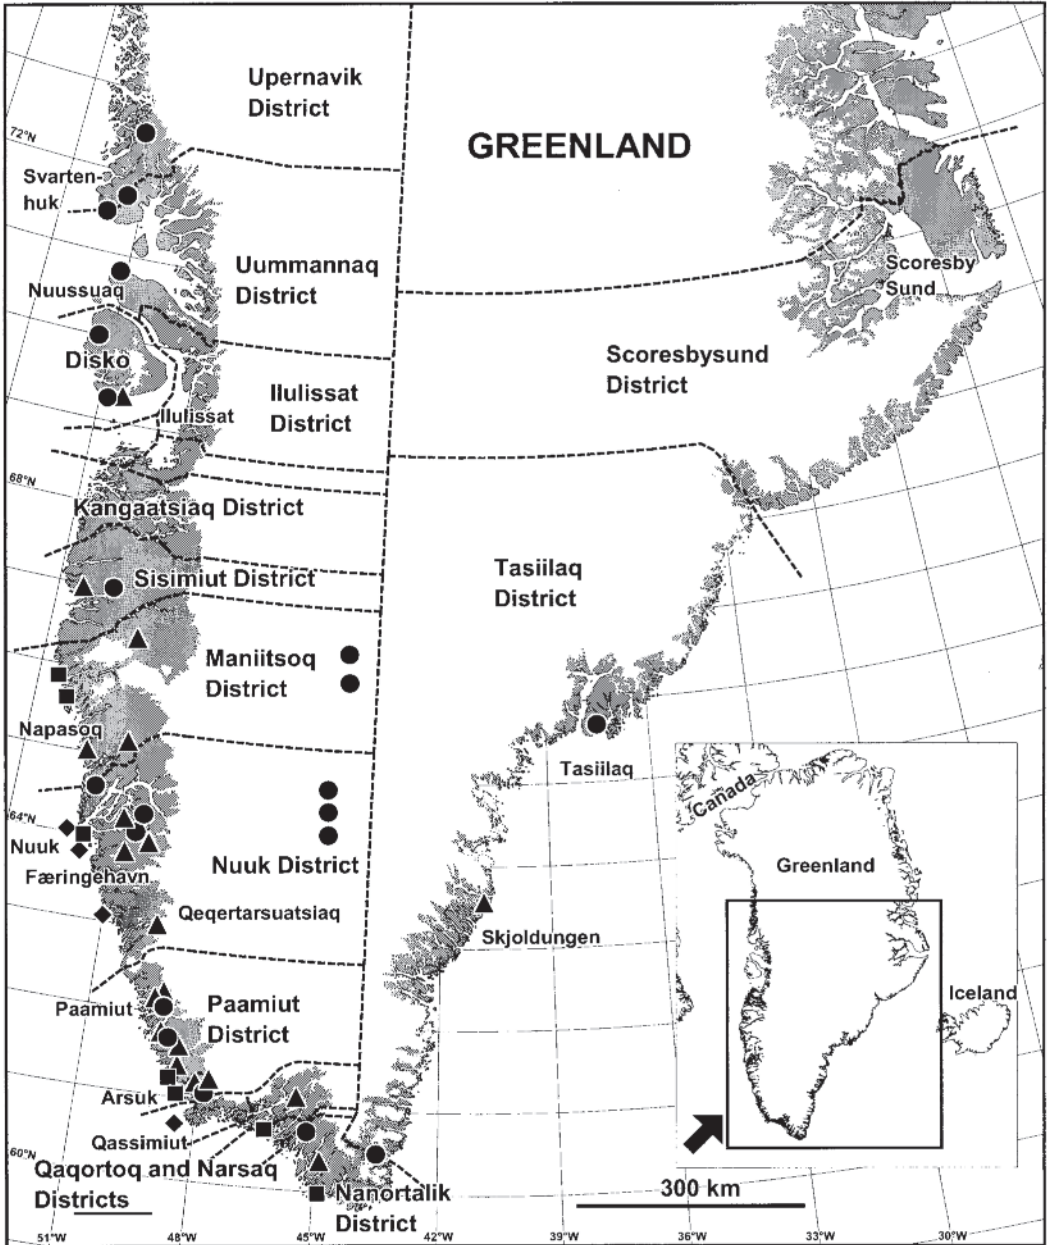 Upernavik
District
GREENLAND
72°N
Svarten-
huk
Uummannaq
District
Nuussuaq
Scoresby
Sund
Disko
Scoresbysund
District
Ilulissat
District
Ilulissat
68°N
Kangaatsiaq District
Tasiilaq
District
Sisimiut District
Maniitsoq
District
Napasoq
Tasiilaq
Canada
64°N
Nuuk
Nuuk District
Greenland
Færingehavn
Qeqertarsuatsiaq
Skjoldungen
Iceland
Paamiut
Paamiut
District
Arsuk
Qassimiut
60°N
Qaqortoq and Narsaq
Districts
Nanortalik
District
300 km
51°W
48°W
45°W
42°W
39°W
36°W
33°W
30°W